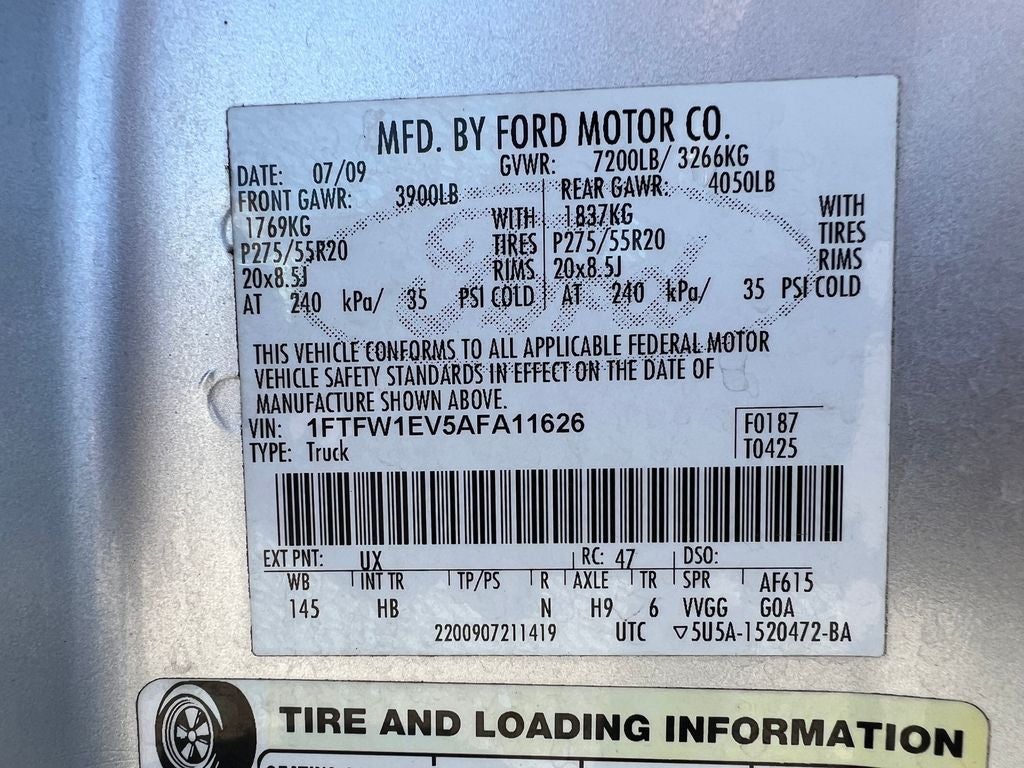 MFD. BY FORD MOTOR CO.
DATE: 07/09 GVWR: 7200LB/ 3266KG
FRONT GAWR: 3900LB REAR GAWR: 4050LB
1769KG WITH 1837KG WITH
P275/55R20 TIRES P275/55R20 TIRES
20x8.5J RIMS 20x8.5J RIMS
AT 240 kPa/ 35 PSI COLD AT 240 kPa/ 35 PSI COLD
THIS VEHICLE CONFORMS TO ALL APPLICABLE FEDERAL MOTOR
VEHICLE SAFETY STANDARDS IN EFFECT ON THE DATE OF
MANUFACTURE SHOWN ABOVE.
VIN: 1FTFW1EV5AFA11626 F0187
TYPE: Truck T0425
EXT PNT: UX RC: 47 DSO:
WB INT TR TP/PS R AXLE TR SPR AF615
145 HB N H9 6 VVGG GOA
2200907211419 UTC ▽5U5A-1520472-BA
TIRE AND LOADING INFORMATION